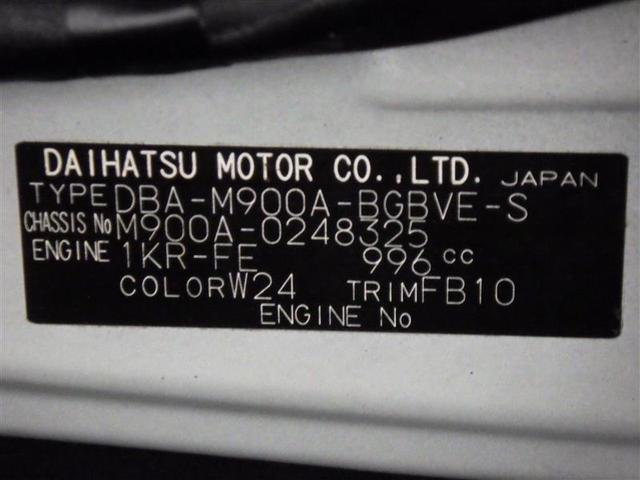 DAIHATSU MOTOR CO.,LTD. JAPAN
TYPE DBA-M900A-BGBVE-S
CHASSIS No M900A-0248325
ENGINE 1KR-FE 996 cc
COLOR W24 TRIM FB10
ENGINE No